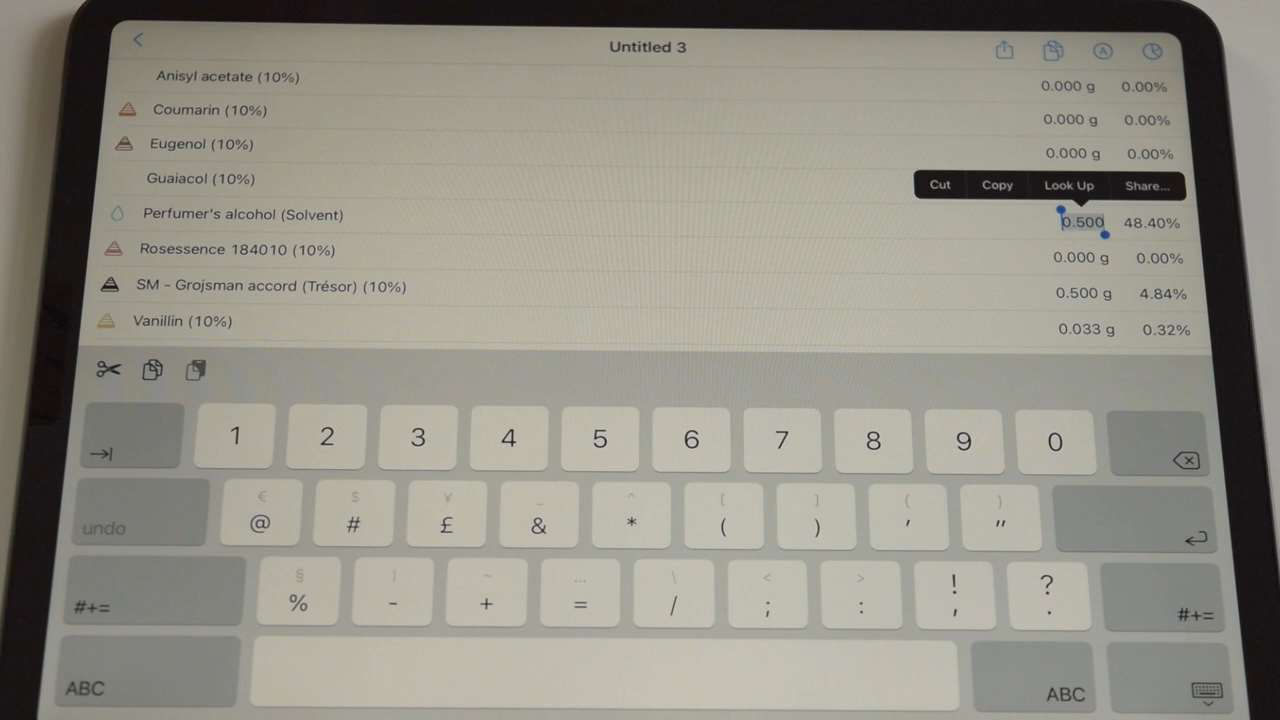 Untitled 3
Anisyl acetate (10%) 0.000 g 0.00%
Coumarin (10%) 0.000 g 0.00%
Eugenol (10%) 0.000 g 0.00%
Guaiacol (10%)
Cut Copy Look Up Share...
Perfumer's alcohol (Solvent) 0.500 48.40%
Rosessence 184010 (10%) 0.000 g 0.00%
SM - Grojsman accord (Trésor) (10%) 0.500 g 4.84%
Vanillin (10%) 0.033 g 0.32%
1 2 3 4 5 6 7 8 9 0
€ $ ¥ _ ^ [ ] { }
undo @ # £ & * ( ) ' "
§ | ~ ... \ < > ! ?
#+= % - + = / ; : , . #+=
ABC ABC